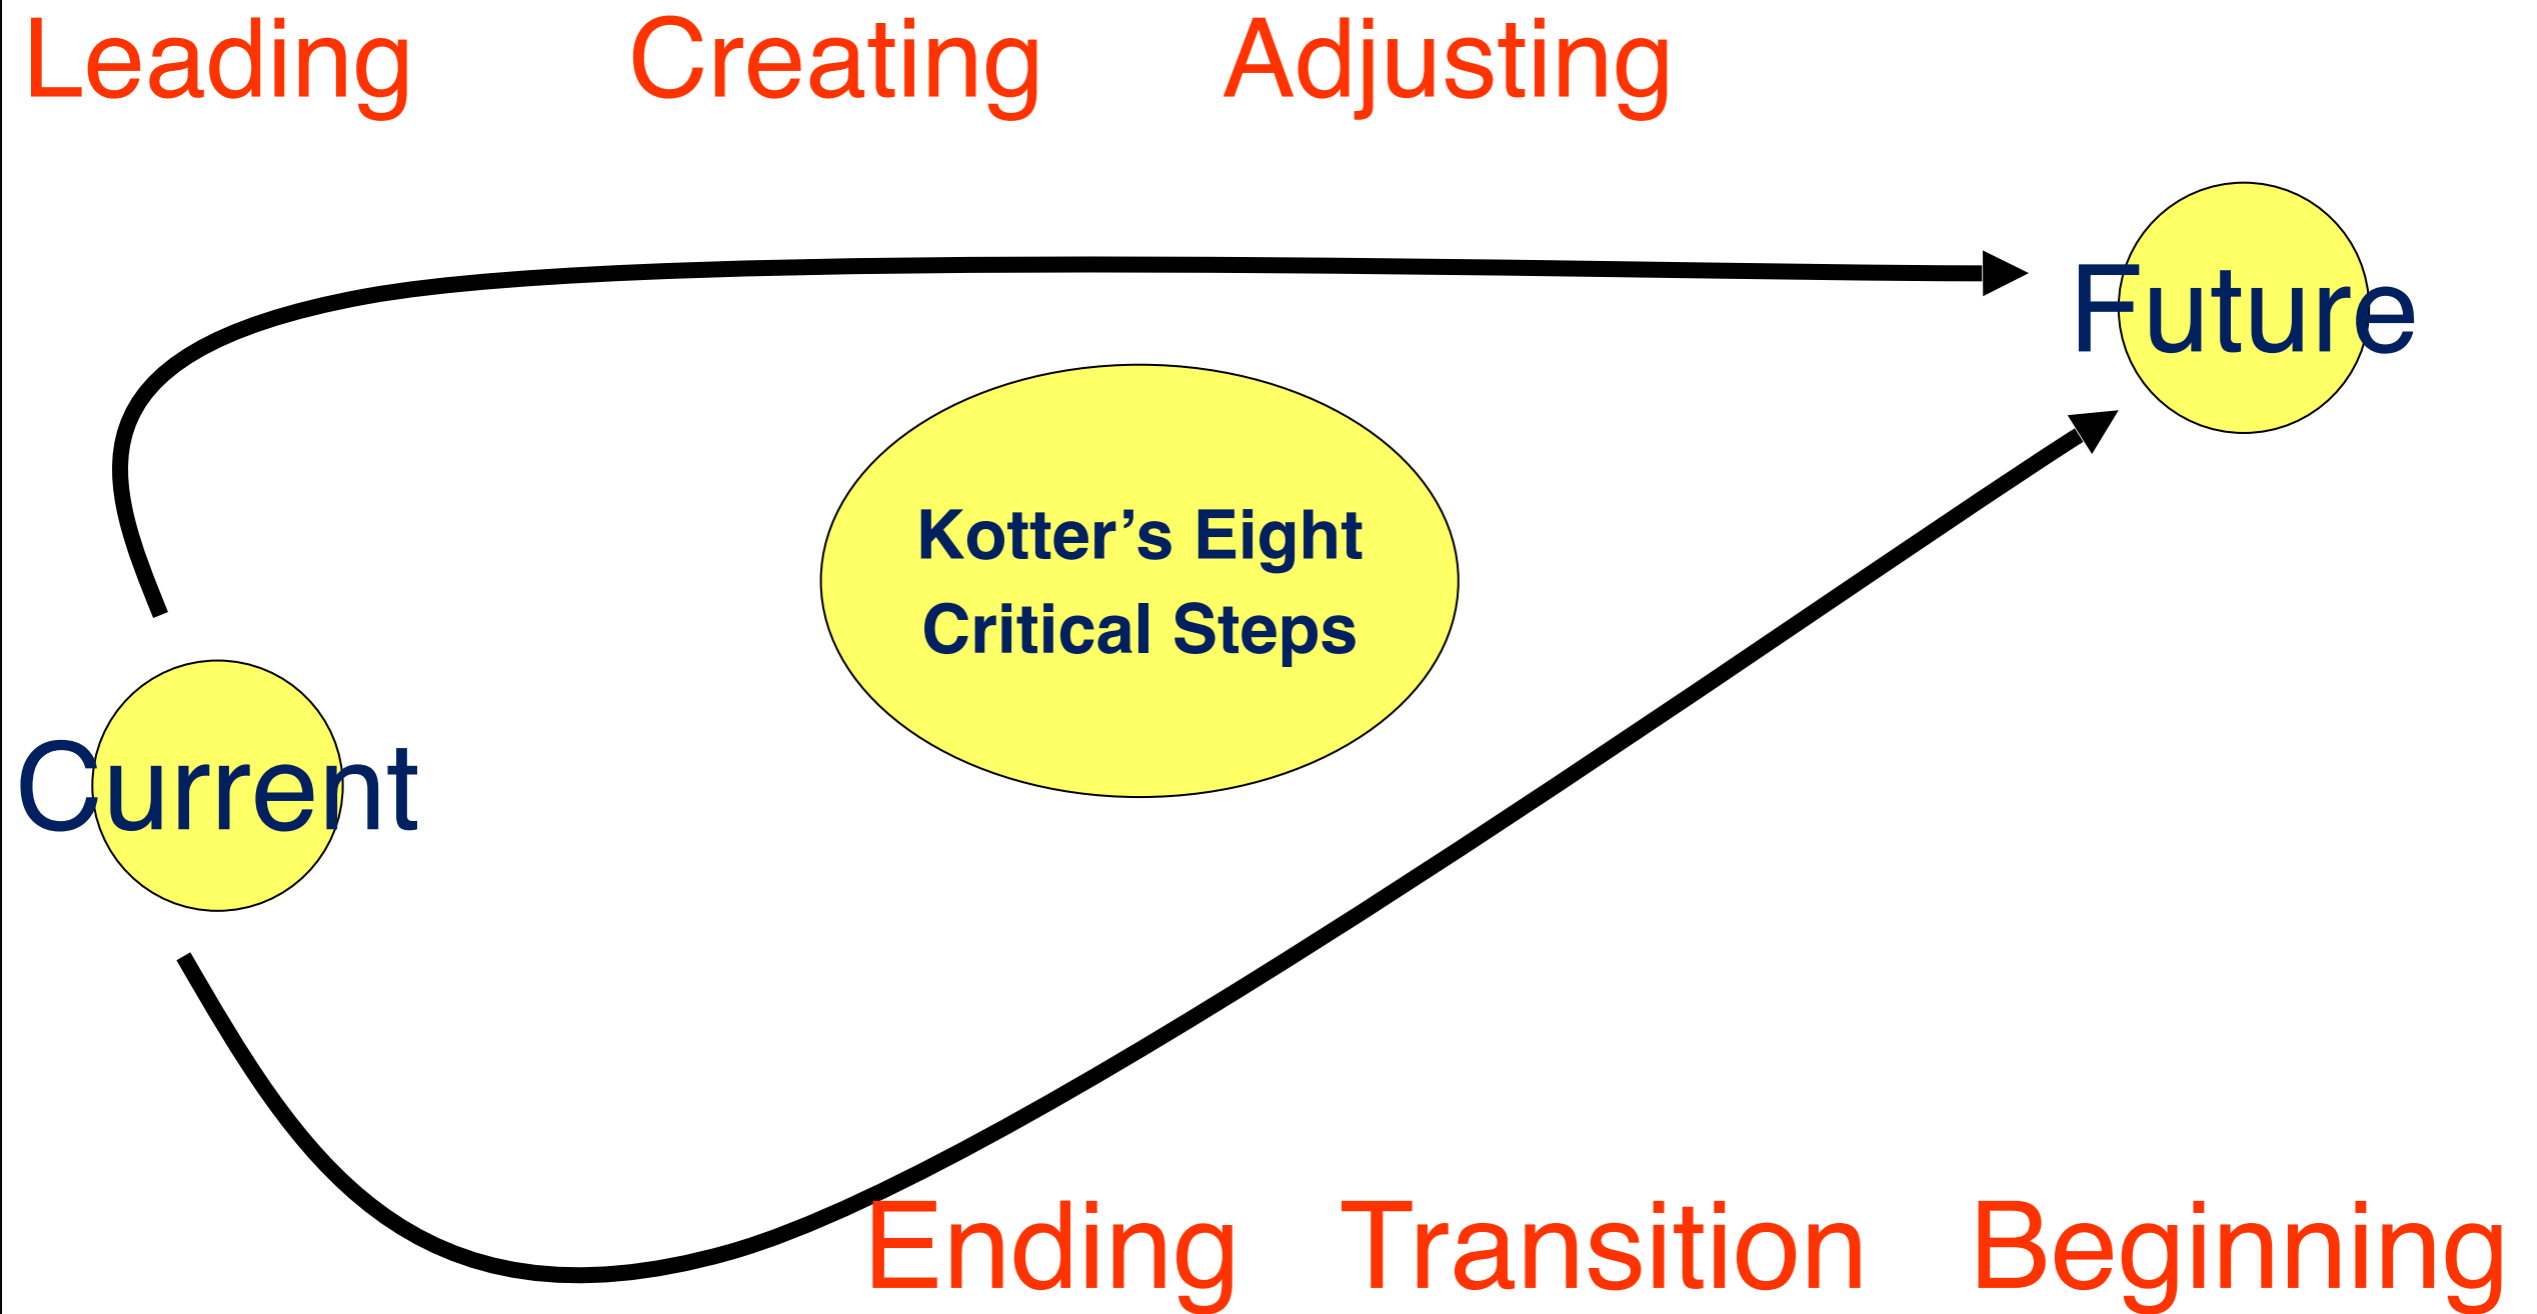 Leading Creating Adjusting
Future
Kotter’s Eight
Critical Steps
Current
Ending Transition Beginning